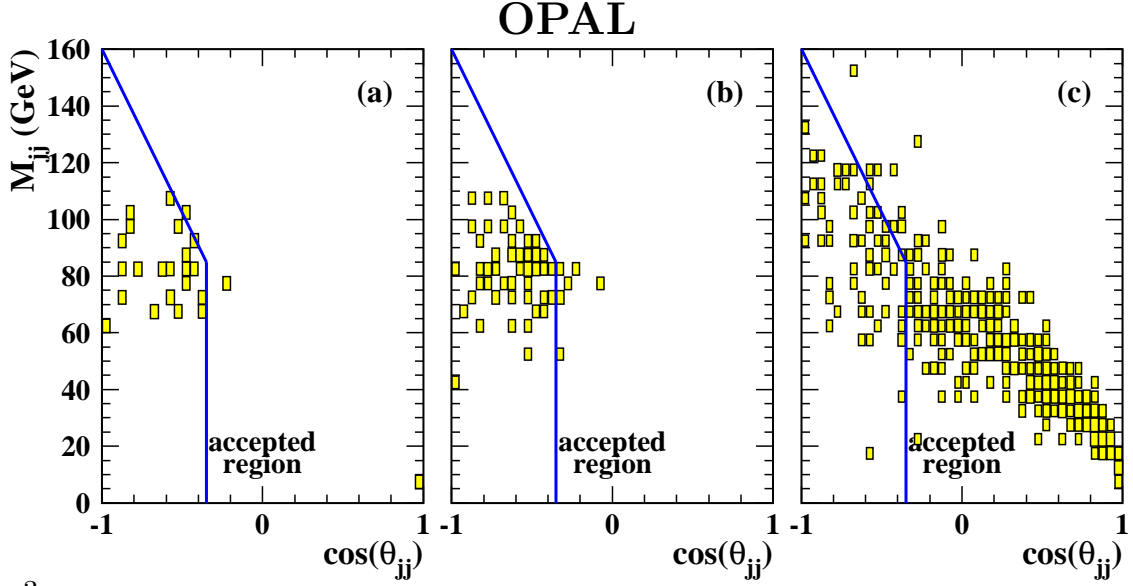 OPAL
M_jj (GeV)
160
140
120
100
80
60
40
20
0
(a)
accepted
region
-1
0
1
cos(θ_jj)
(b)
accepted
region
-1
0
1
cos(θ_jj)
(c)
accepted
region
-1
0
1
cos(θ_jj)